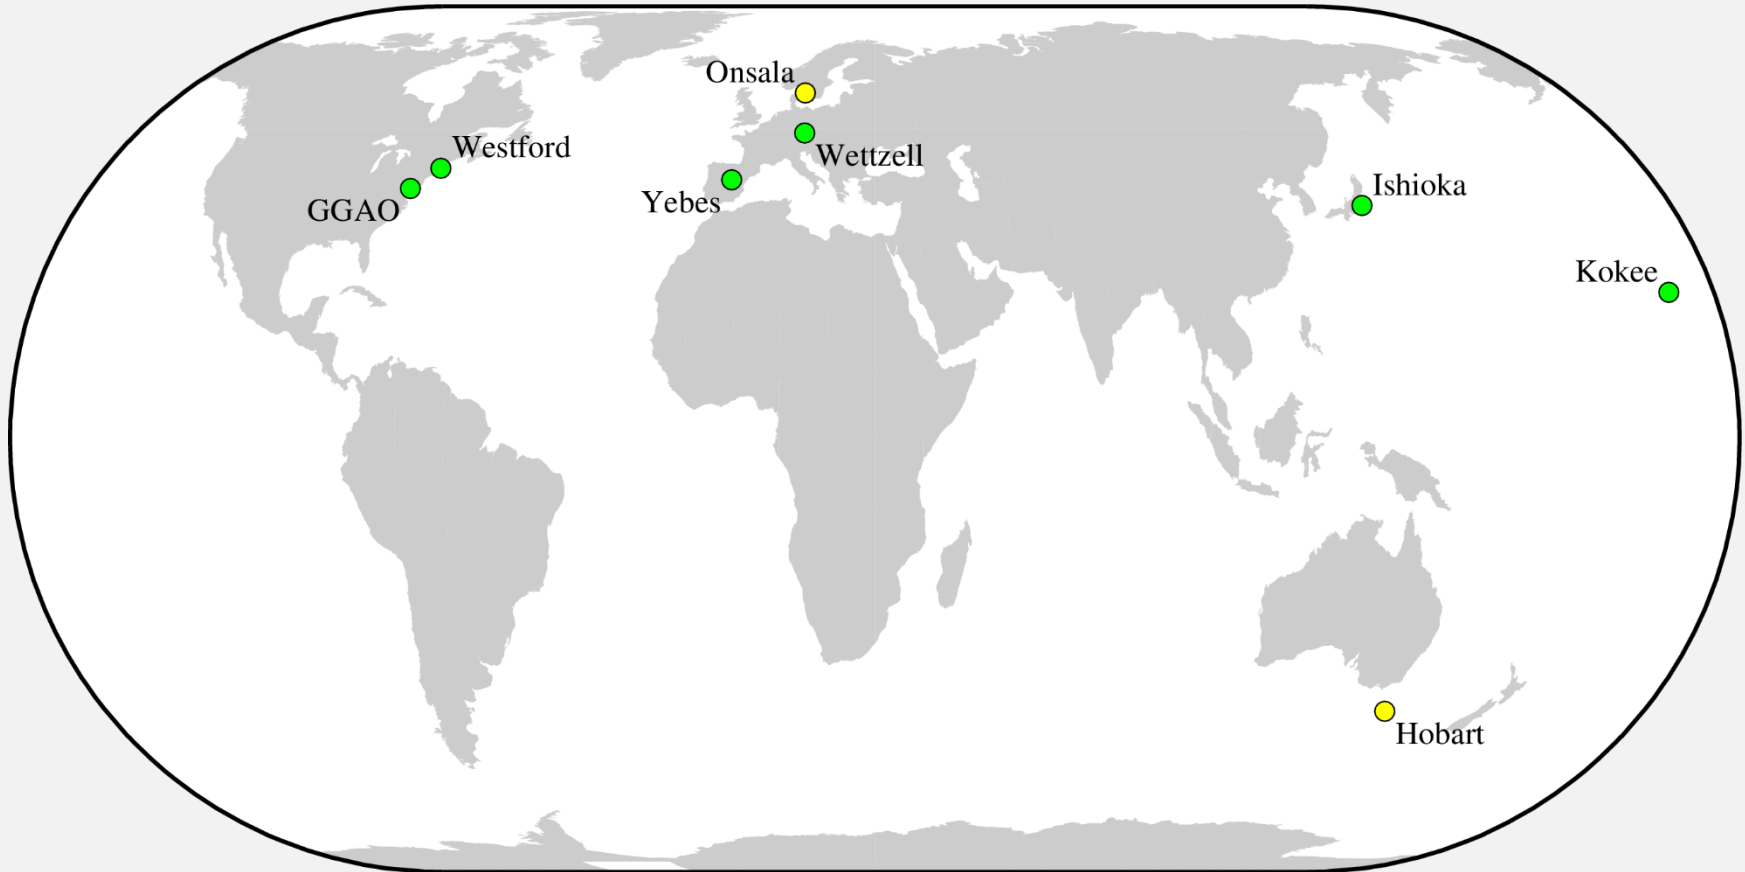 Onsala
Westford
Wettzell
Yebes
GGAO
Ishioka
Kokee
Hobart